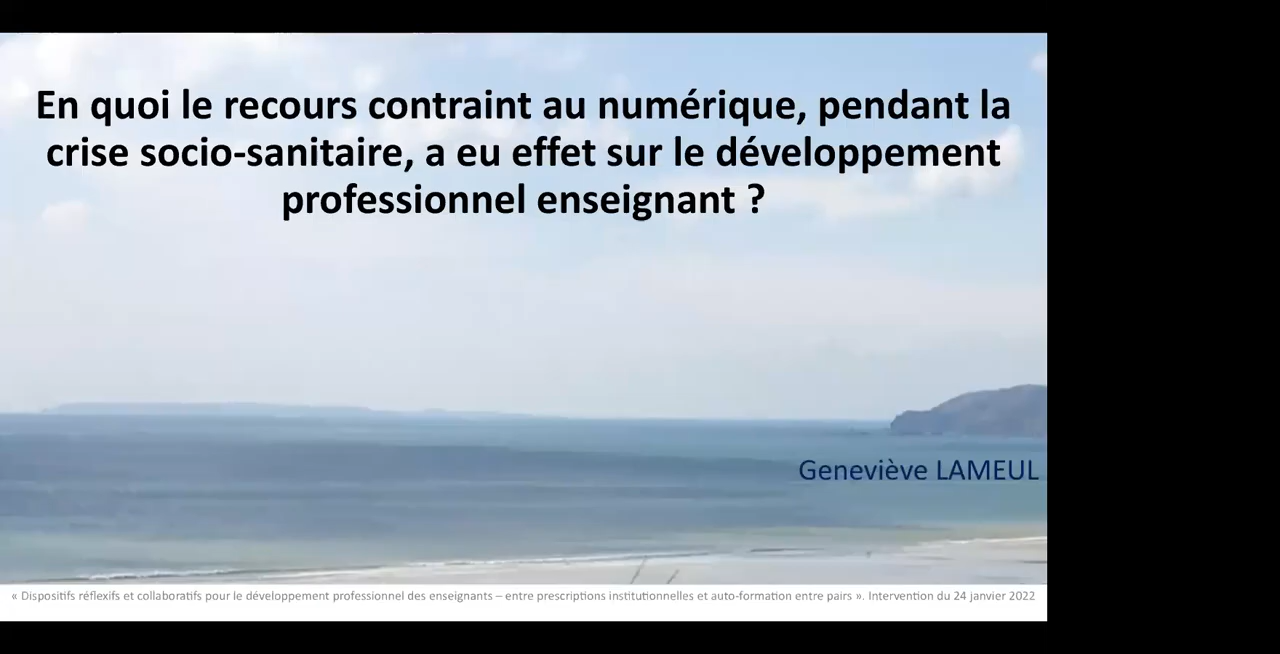 En quoi le recours contraint au numérique, pendant la
crise socio-sanitaire, a eu effet sur le développement
professionnel enseignant ?
Geneviève LAMEUL
« Dispositifs réflexifs et collaboratifs pour le développement professionnel des enseignants – entre prescriptions institutionnelles et auto-formation entre pairs ». Intervention du 24 janvier 2022